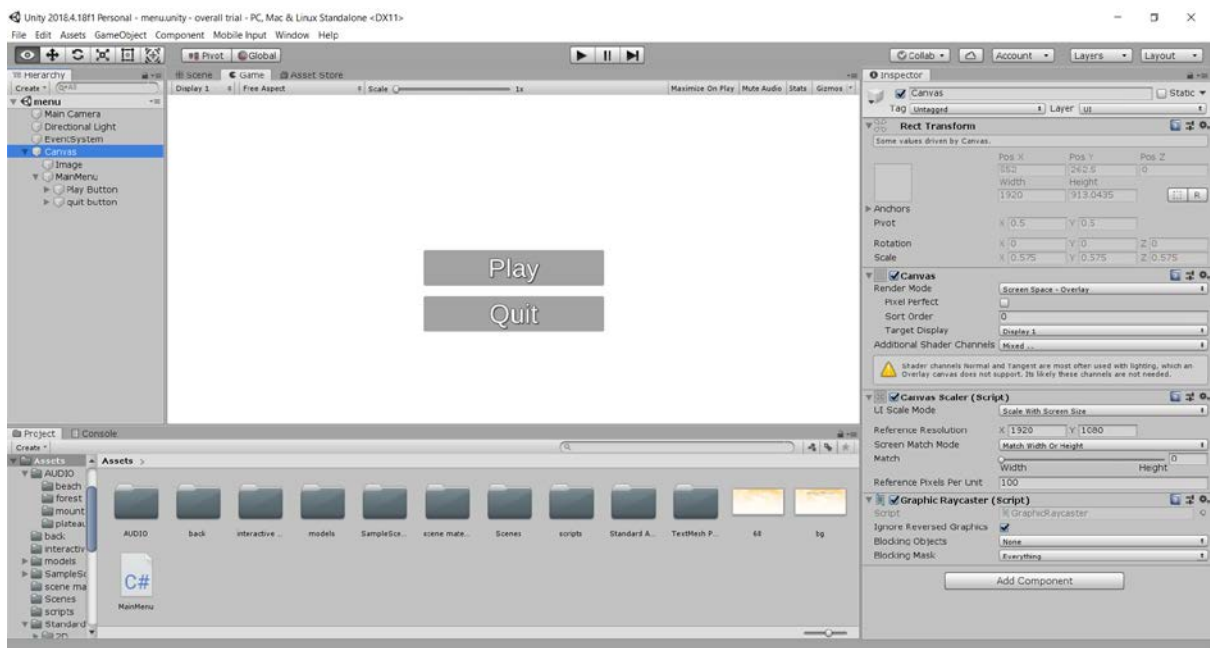 Unity 2018.4.18f1 Personal - menu.unity - overall trial - PC, Mac & Linux Standalone <DX11>
File Edit Assets GameObject Component Mobile Input Window Help
Pivot Global Collab Account Layers Layout
Hierarchy
Create All
menu
Main Camera
Directional Light
EventSystem
Canvas
Image
MainMenu
Play Button
quit button
Scene Game Asset Store
Display 1 Free Aspect Scale 1x Maximize On Play Mute Audio Stats Gizmos
Play
Quit
Inspector
Canvas Static
Tag Untagged Layer UI
Rect Transform
Some values driven by Canvas.
Pos X Pos Y Pos Z
552 262.5 0
Width Height
1920 913.0435
R
Anchors
Pivot X 0.5 Y 0.5
Rotation X 0 Y 0 Z 0
Scale X 0.575 Y 0.575 Z 0.575
Canvas
Render Mode Screen Space - Overlay
Pixel Perfect
Sort Order 0
Target Display Display 1
Additional Shader Channels Mixed ...
Shader channels Normal and Tangent are most often used with lighting, which an
Overlay canvas does not support. Its likely these channels are not needed.
Canvas Scaler (Script)
UI Scale Mode Scale With Screen Size
Reference Resolution X 1920 Y 1080
Screen Match Mode Match Width Or Height
Match 0
Width Height
Reference Pixels Per Unit 100
Graphic Raycaster (Script)
Script GraphicRaycaster
Ignore Reversed Graphics
Blocking Objects None
Blocking Mask Everything
Add Component
Project Console
Create
Assets
AUDIO
beach
forest
mount
plateau
back
interactiv
models
SampleSc
scene ma
Scenes
scripts
Standard
2D
Assets >
AUDIO back interactive ... models SampleSce... scene mate... Scenes scripts Standard A... TextMesh P... 68 bg
C#
MainMenu